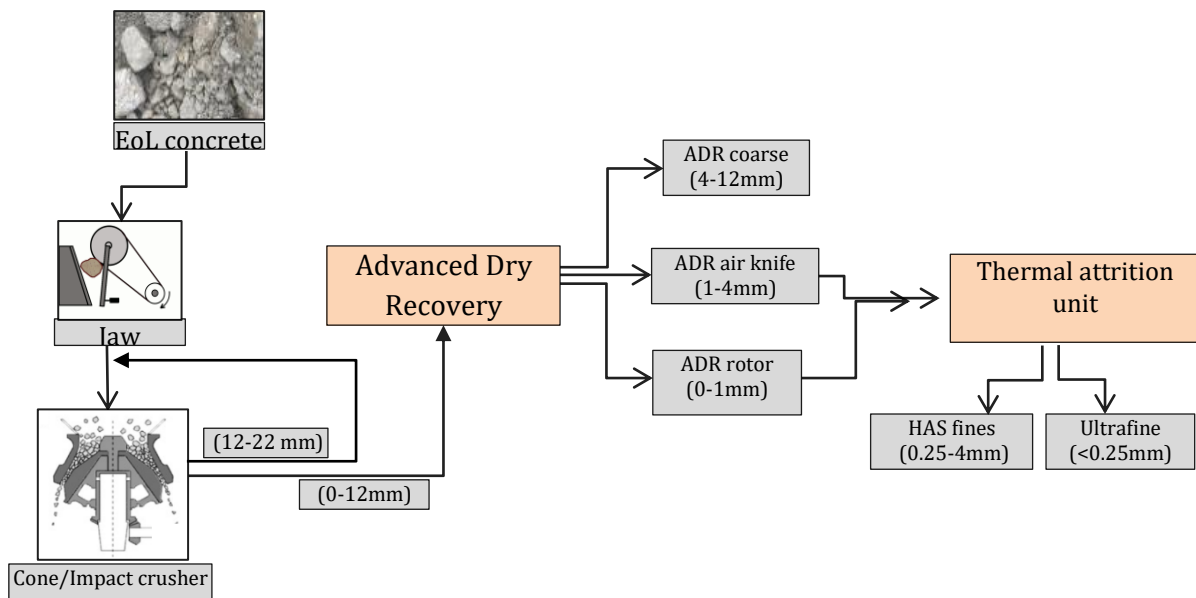 EoL concrete
Jaw
(12-22 mm)
(0-12mm)
Cone/Impact crusher
Advanced Dry
Recovery
ADR coarse
(4-12mm)
ADR air knife
(1-4mm)
ADR rotor
(0-1mm)
Thermal attrition
unit
HAS fines
(0.25-4mm)
Ultrafine
(<0.25mm)